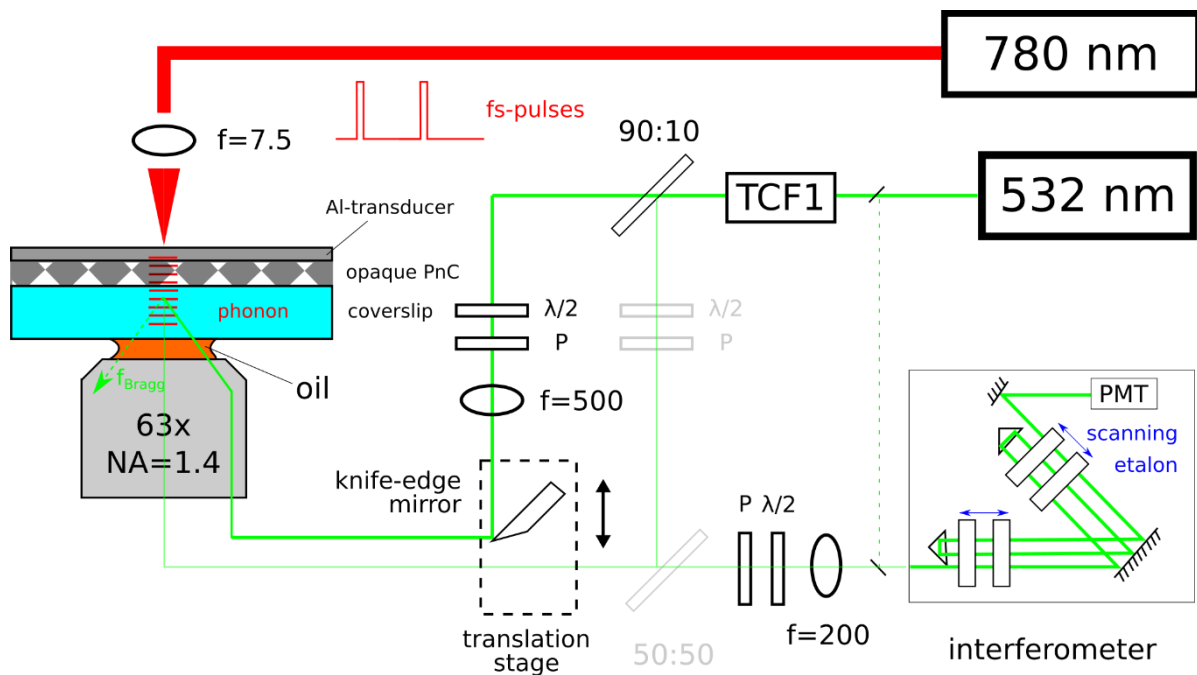 780 nm
fs-pulses
f=7.5
90:10
532 nm
TCF1
Al-transducer
opaque PnC
coverslip
phonon
λ/2
P
λ/2
P
f_Bragg
oil
f=500
63x
NA=1.4
knife-edge
mirror
P λ/2
PMT
scanning
etalon
translation
stage
50:50
f=200
interferometer